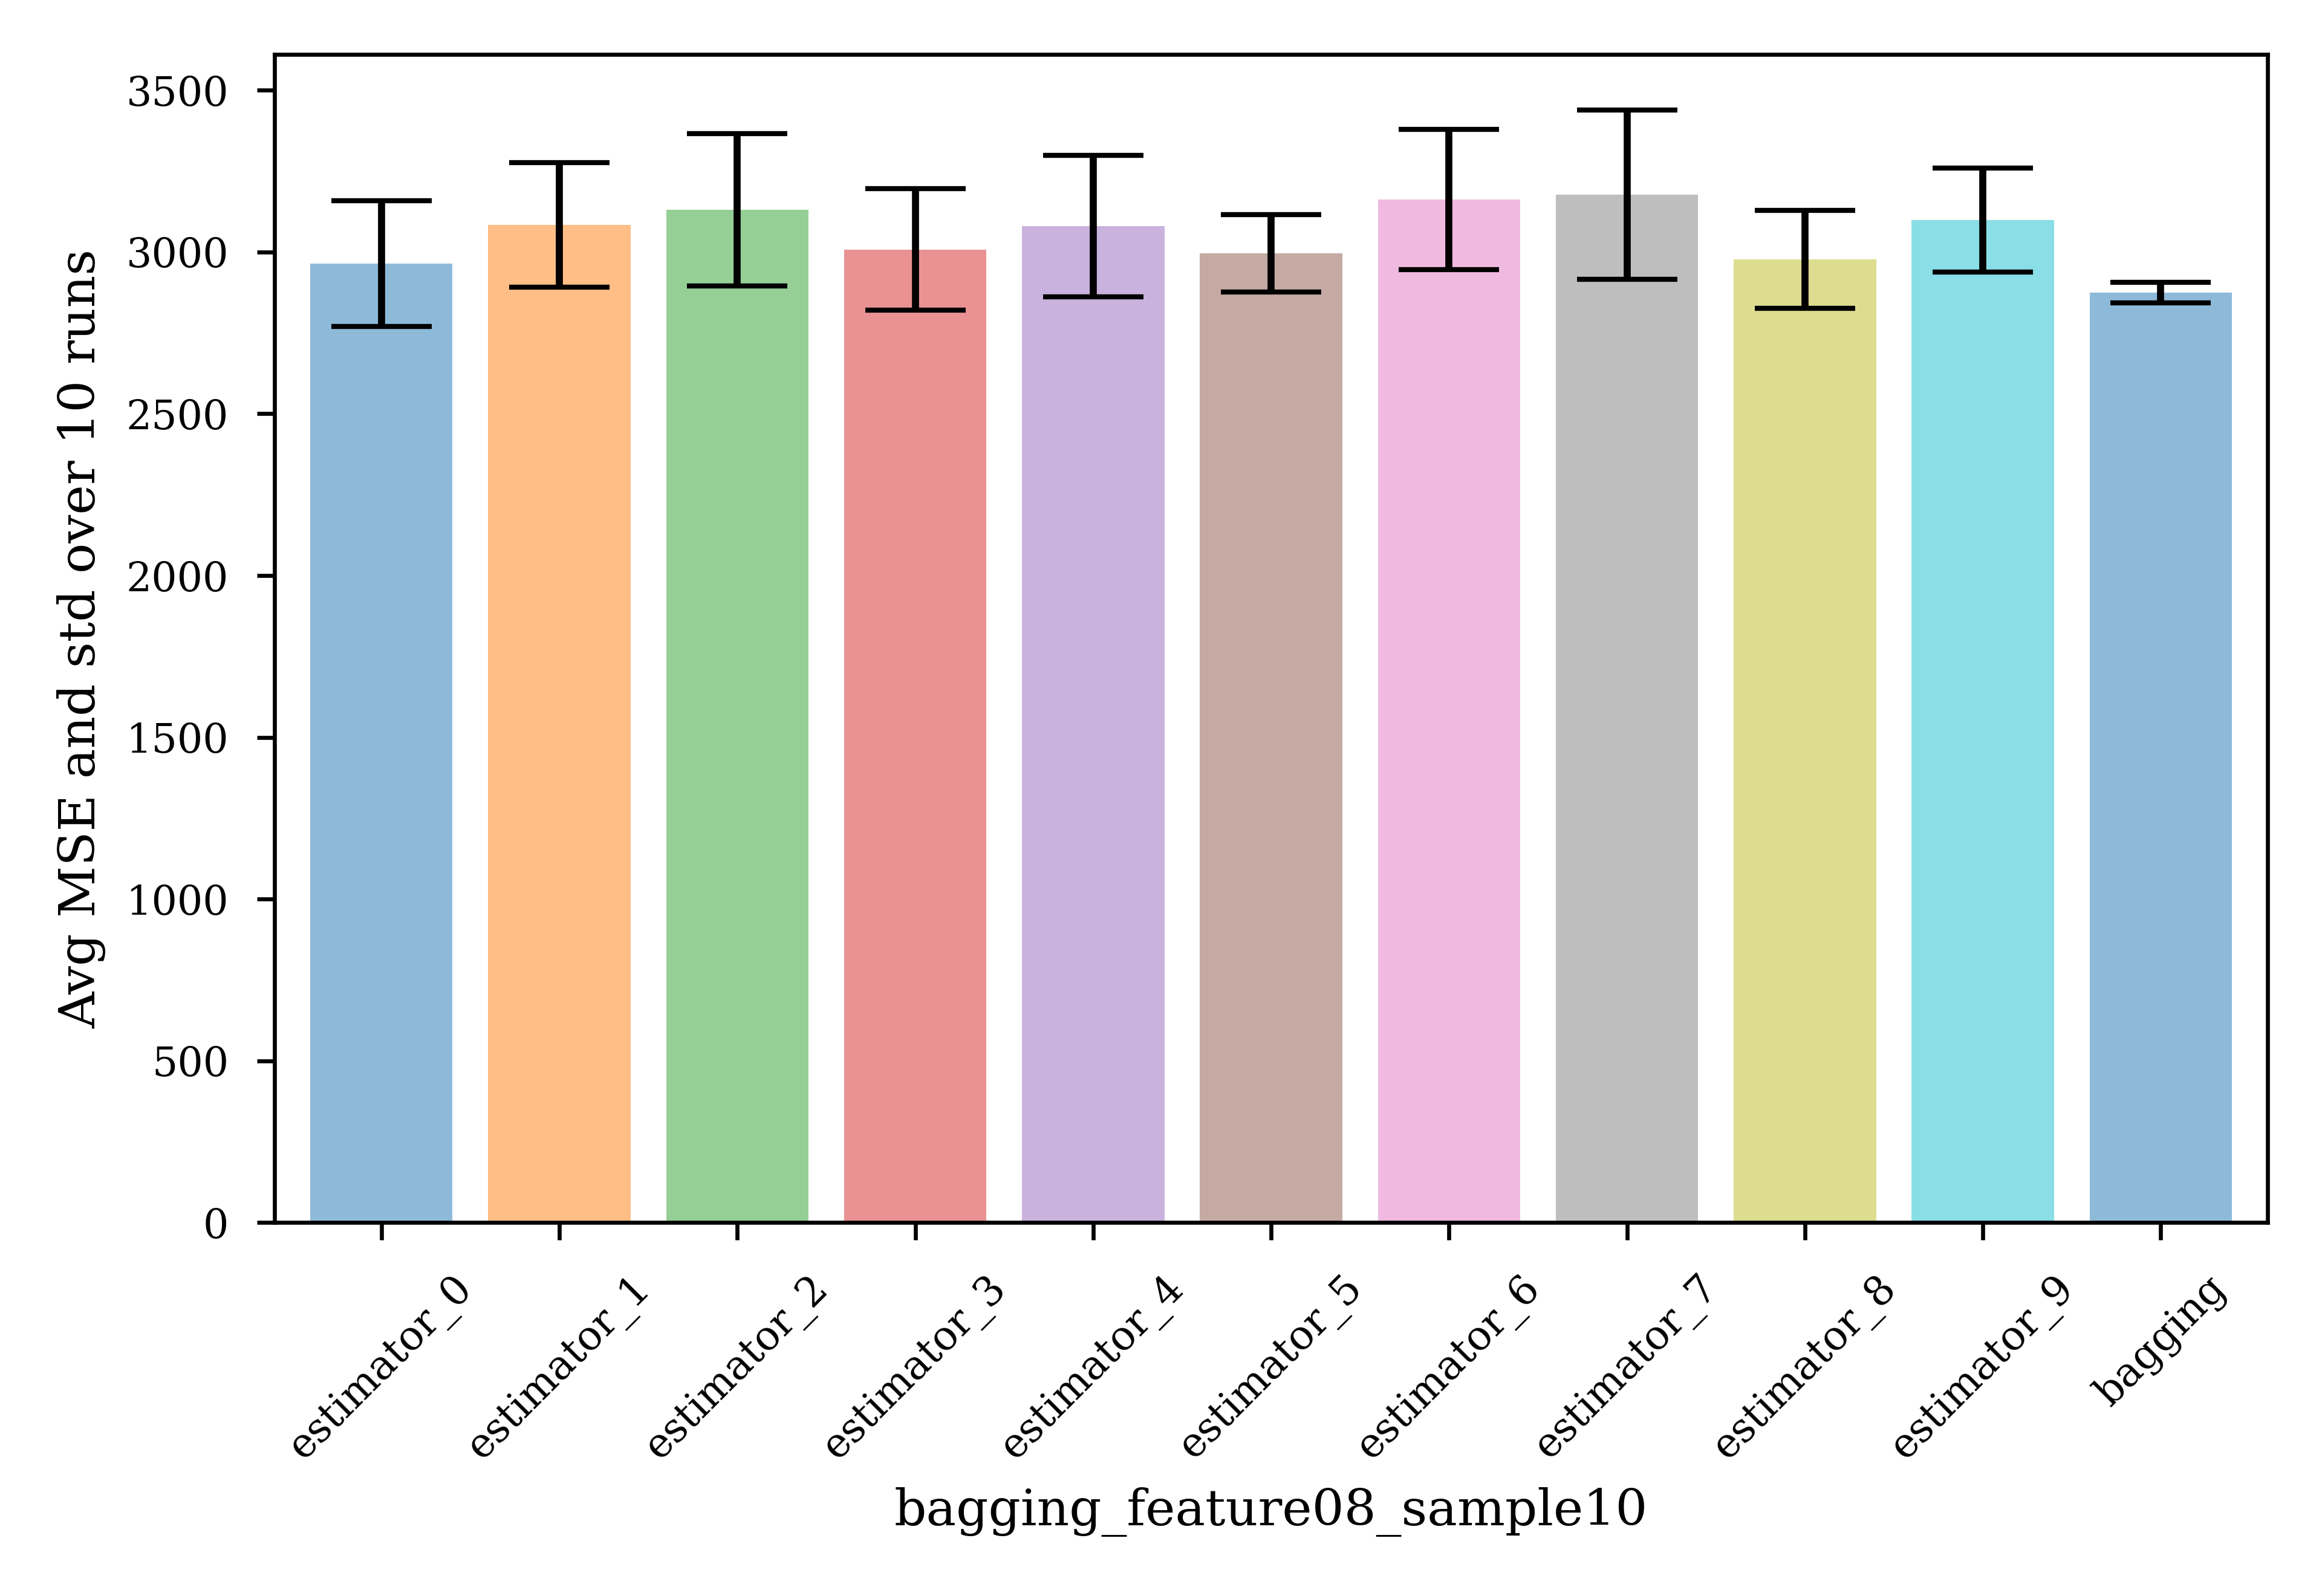 Avg MSE and std over 10 runs
3500
3000
2500
2000
1500
1000
500
0
estimator_0
estimator_1
estimator_2
estimator_3
estimator_4
estimator_5
estimator_6
estimator_7
estimator_8
estimator_9
bagging
bagging_feature08_sample10